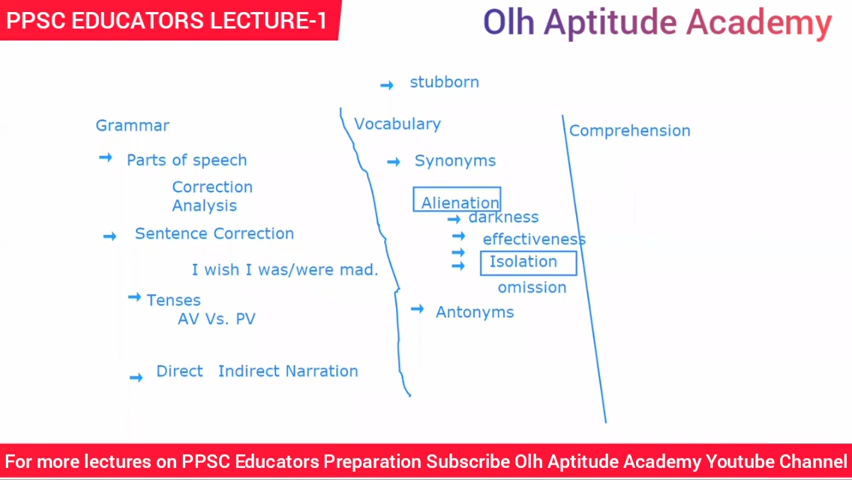 PPSC EDUCATORS LECTURE-1
Olh Aptitude Academy
→ stubborn
Grammar
→ Parts of speech
Correction
Analysis
→ Sentence Correction
I wish I was/were mad.
→ Tenses
AV Vs. PV
→ Direct Indirect Narration
Vocabulary
→ Synonyms
Alienation
→ darkness
→ effectiveness
→
→ Isolation
omission
→ Antonyms
Comprehension
For more lectures on PPSC Educators Preparation Subscribe Olh Aptitude Academy Youtube Channel